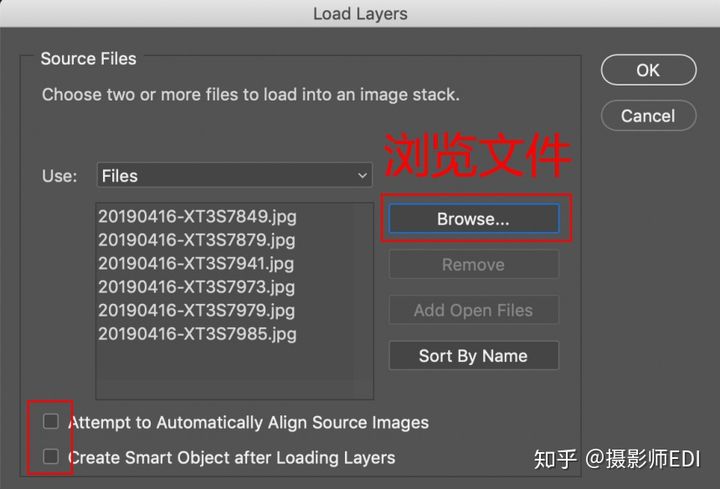 Load Layers
Source Files
OK
Choose two or more files to load into an image stack.
Cancel
浏览文件
Use: Files
20190416-XT3S7849.jpg
Browse...
20190416-XT3S7879.jpg
20190416-XT3S7941.jpg
Remove
20190416-XT3S7973.jpg
20190416-XT3S7979.jpg
Add Open Files
20190416-XT3S7985.jpg
Sort By Name
Attempt to Automatically Align Source Images
Create Smart Object after Loading Layers
知乎 @摄影师EDI